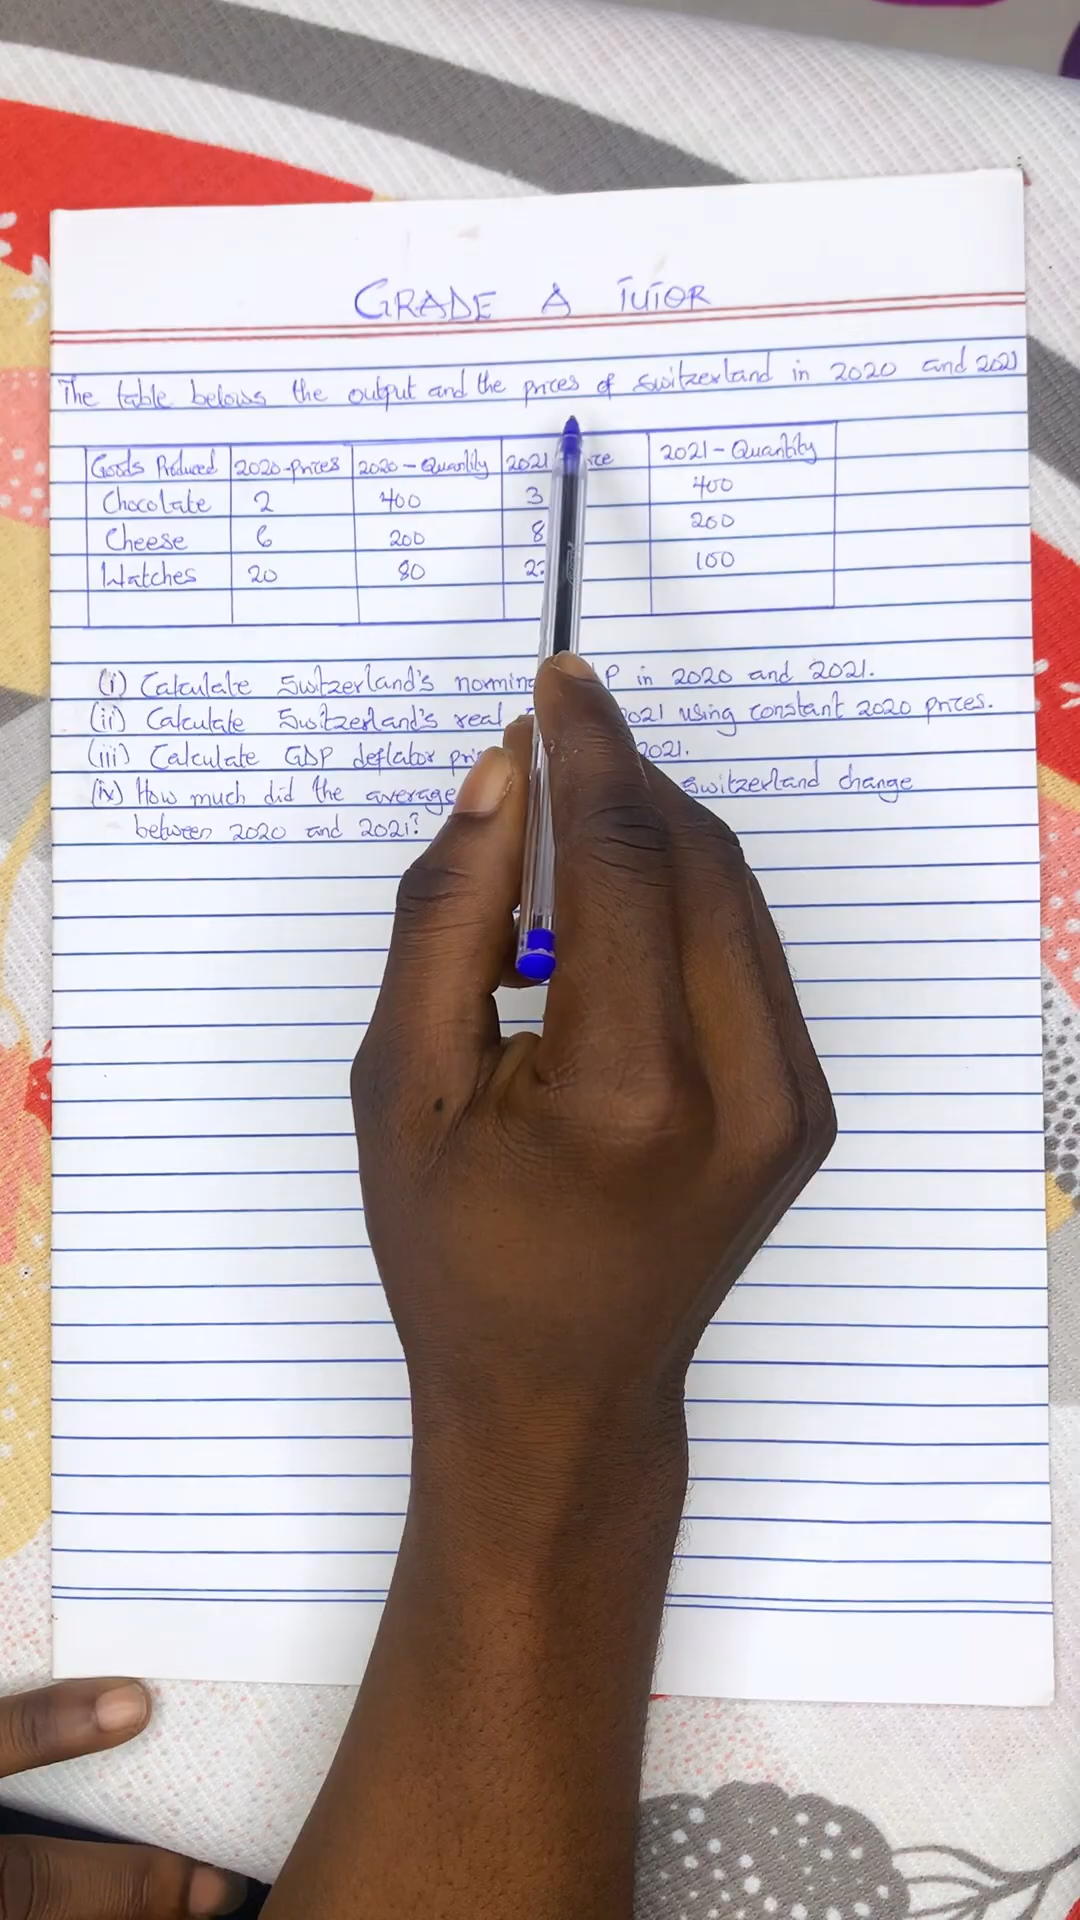 GRADE A TUTOR
The table belows the output and the prices of Switzerland in 2020 and 2021
Goods Produced 2020-prices 2020-Quantity 2021 2021-Quantity
Chocolate 2 400 3 400
Cheese 6 200 8 200
Watches 20 80 100
(i) Calculate Switzerland's in 2020 and 2021.
(ii) Calculate Switzerland's real 2021 using constant 2020 prices.
(iii) Calculate GDP deflator 2021.
(iv) How much did the average Switzerland change
between 2020 and 2021?